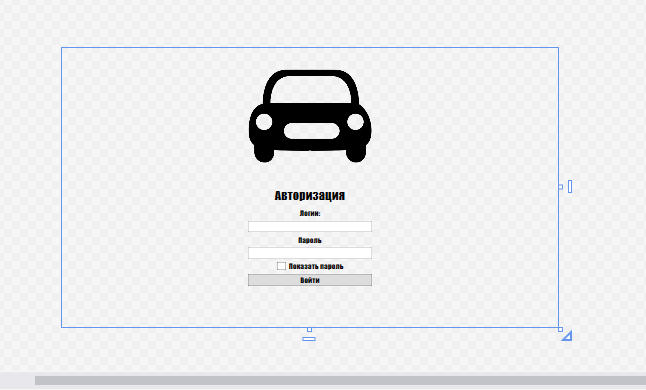 Авторизация
Логин:
Пароль
Показать пароль
Войти